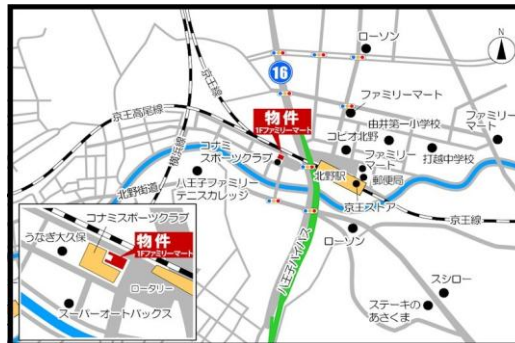 N
ローソン
16
京王線
ファミリーマート
京王高尾線
物件
1Fファミリーマート
由井第一小学校
ファミリー
マート
横浜線
コナミ
スポーツクラブ
コピオ北野
打越中学校
ファミリー
マート
北野街道
八王子ファミリー
テニスカレッジ
北野駅
郵便局
京王ストア
京王線
コナミスポーツクラブ
うなぎ大久保
物件
1Fファミリーマート
ロータリー
スーパーオートバックス
八王子バイパス
ローソン
スシロー
ステーキの
あさくま